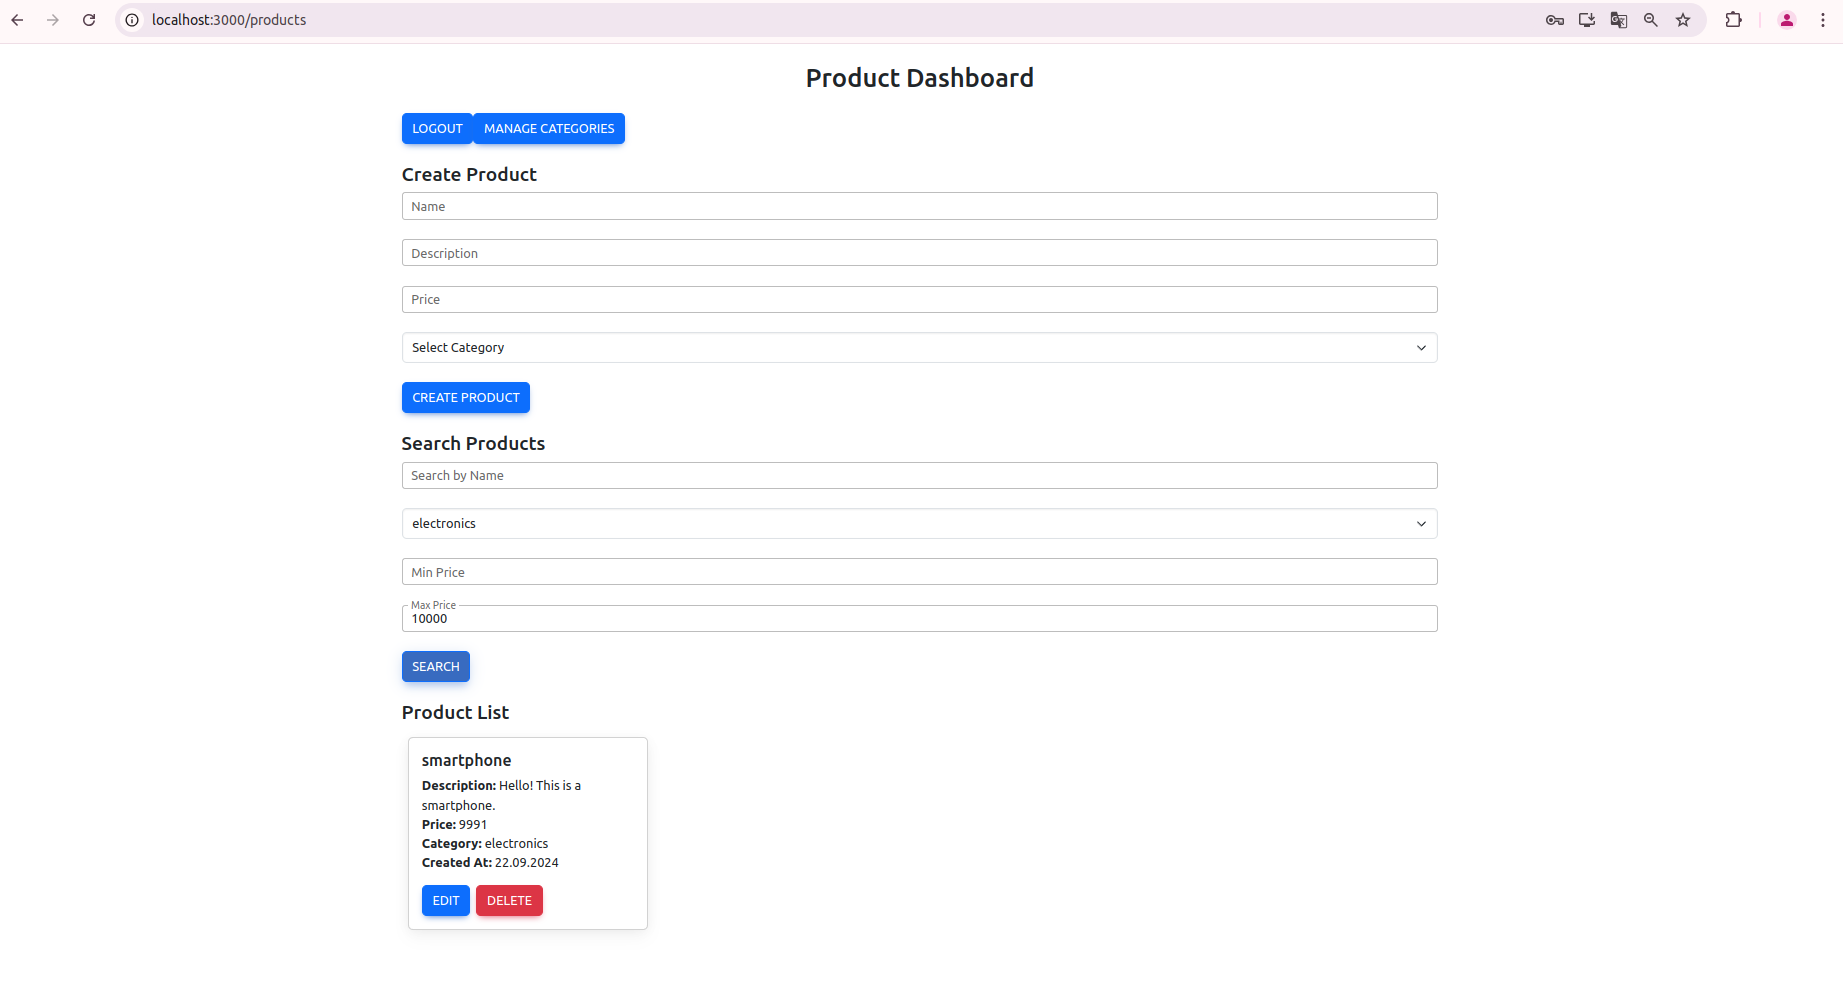 localhost:3000/products
Product Dashboard
LOGOUT MANAGE CATEGORIES
Create Product
Name
Description
Price
Select Category
CREATE PRODUCT
Search Products
Search by Name
electronics
Min Price
Max Price
10000
SEARCH
Product List
smartphone
Description: Hello! This is a
smartphone.
Price: 9991
Category: electronics
Created At: 22.09.2024
EDIT DELETE